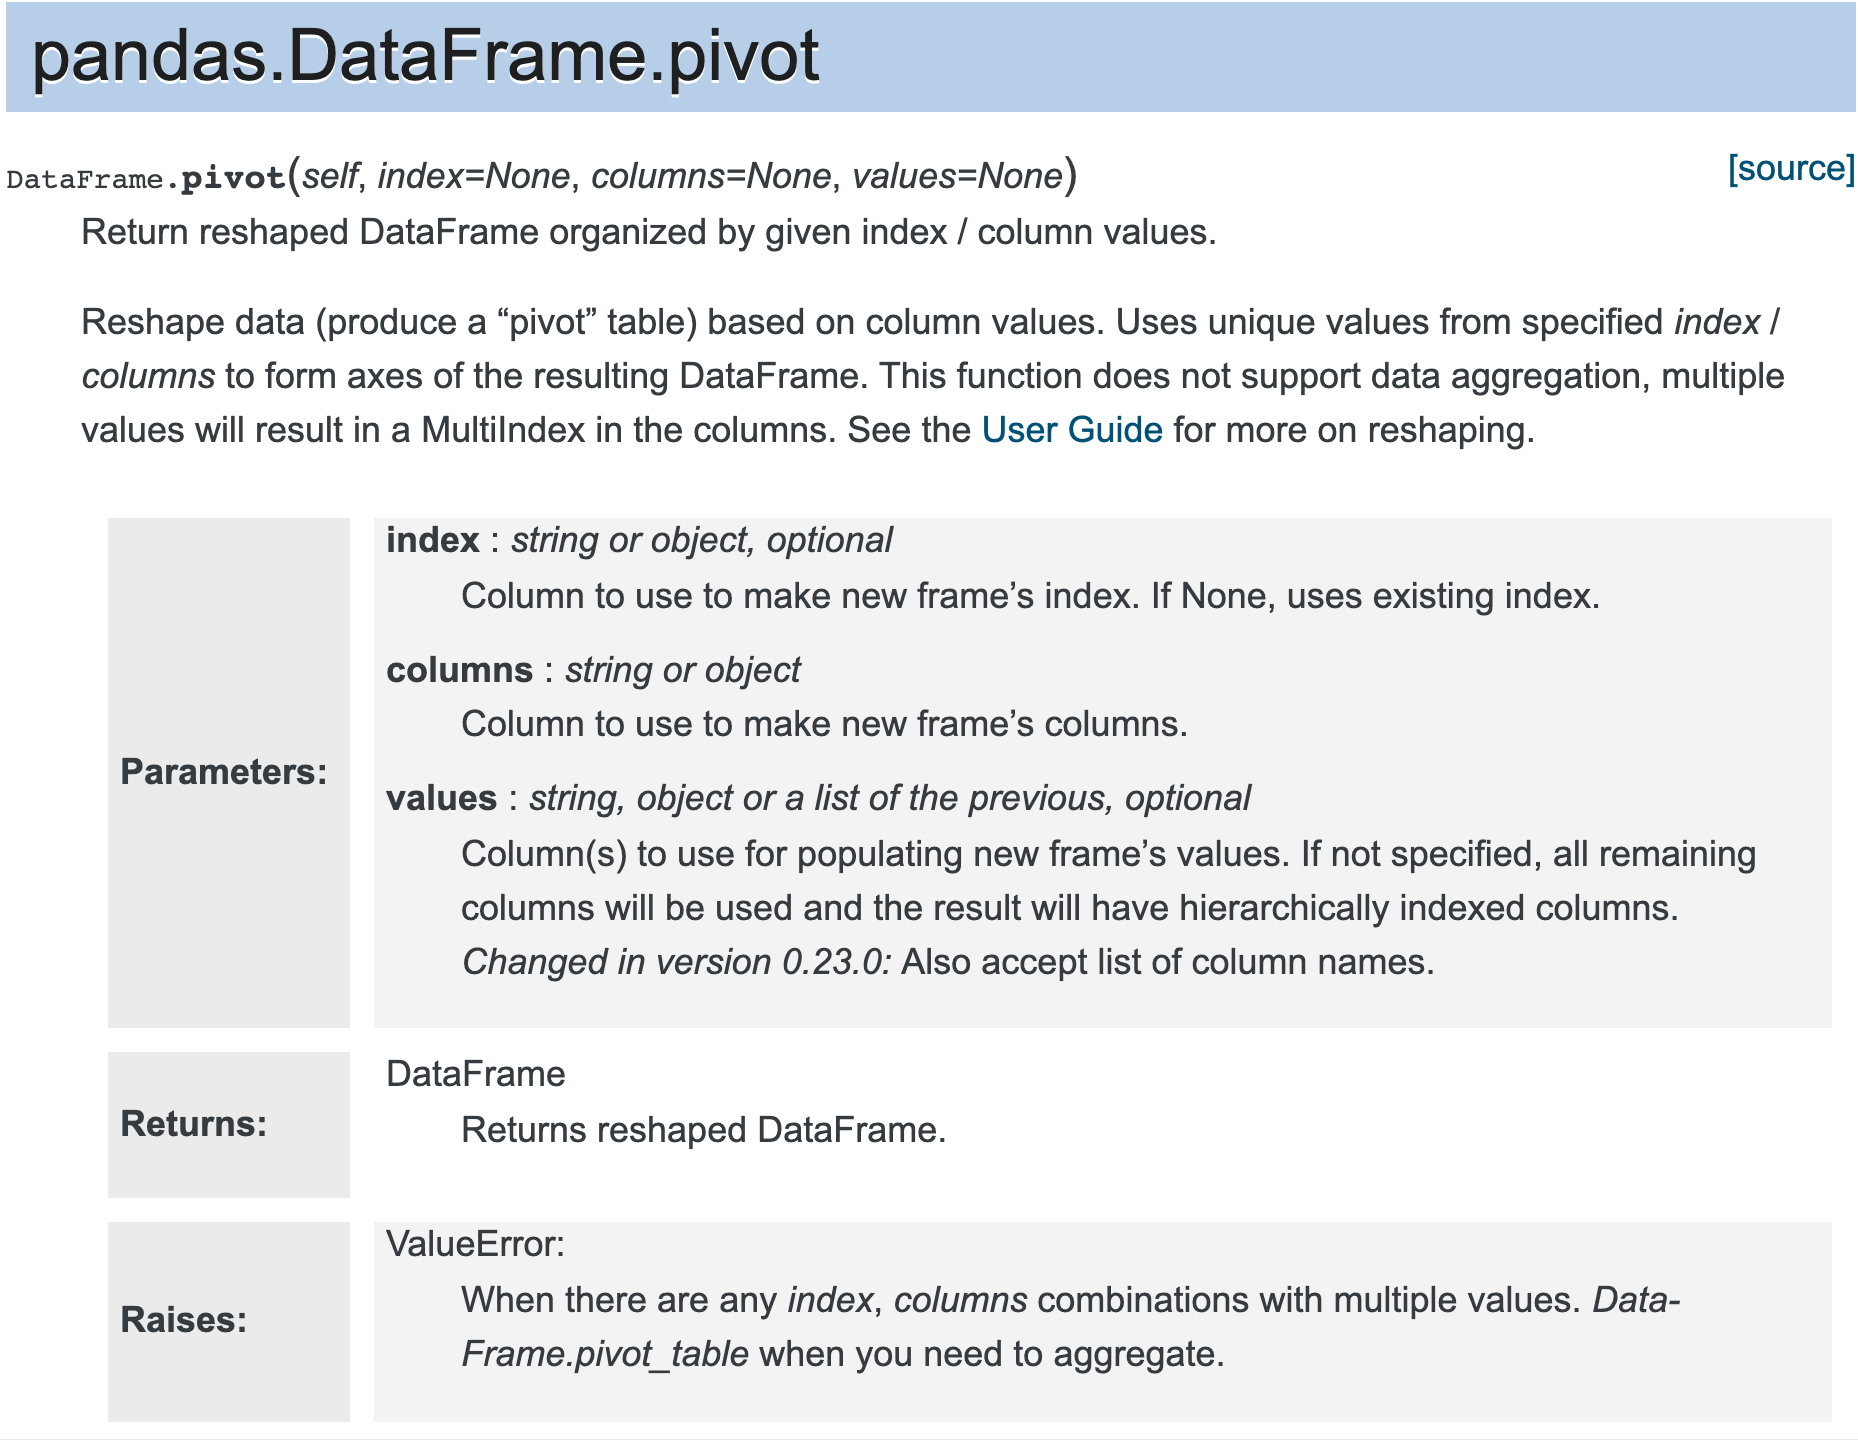 pandas.DataFrame.pivot
DataFrame.pivot(self, index=None, columns=None, values=None) [source]
Return reshaped DataFrame organized by given index / column values.
Reshape data (produce a “pivot” table) based on column values. Uses unique values from specified index /
columns to form axes of the resulting DataFrame. This function does not support data aggregation, multiple
values will result in a MultiIndex in the columns. See the User Guide for more on reshaping.
Parameters:
index : string or object, optional
Column to use to make new frame’s index. If None, uses existing index.
columns : string or object
Column to use to make new frame’s columns.
values : string, object or a list of the previous, optional
Column(s) to use for populating new frame’s values. If not specified, all remaining
columns will be used and the result will have hierarchically indexed columns.
Changed in version 0.23.0: Also accept list of column names.
Returns:
DataFrame
Returns reshaped DataFrame.
Raises:
ValueError:
When there are any index, columns combinations with multiple values. Data-
Frame.pivot_table when you need to aggregate.